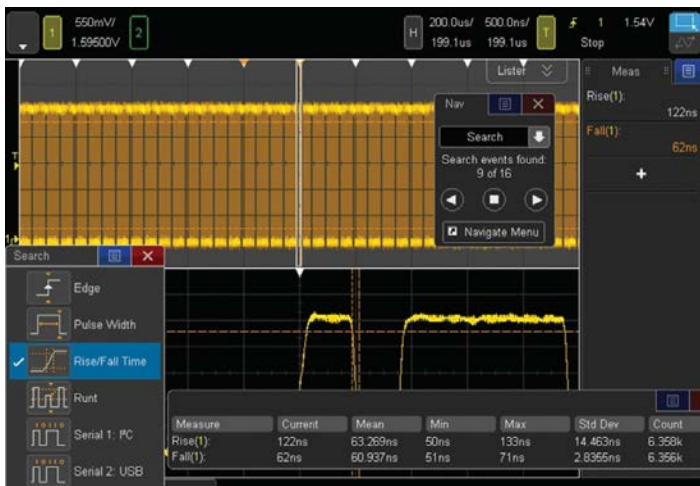 1 550mV/ 2 H 200.0us/ 500.0ns/ T 1 1.54V
1.59500V 199.1us 199.1us Stop
Lister
Meas
Rise(1):
122ns
Fall(1):
62ns
+
Nav
Search
Search events found:
9 of 16
Navigate Menu
T
1
Search
Edge
Pulse Width
Rise/Fall Time
Runt
Serial 1: I²C
Serial 2: USB
Measure Current Mean Min Max Std Dev Count
Rise(1): 122ns 63.269ns 50ns 133ns 14.463ns 6.358k
Fall(1): 62ns 60.937ns 51ns 71ns 2.8355ns 6.356k